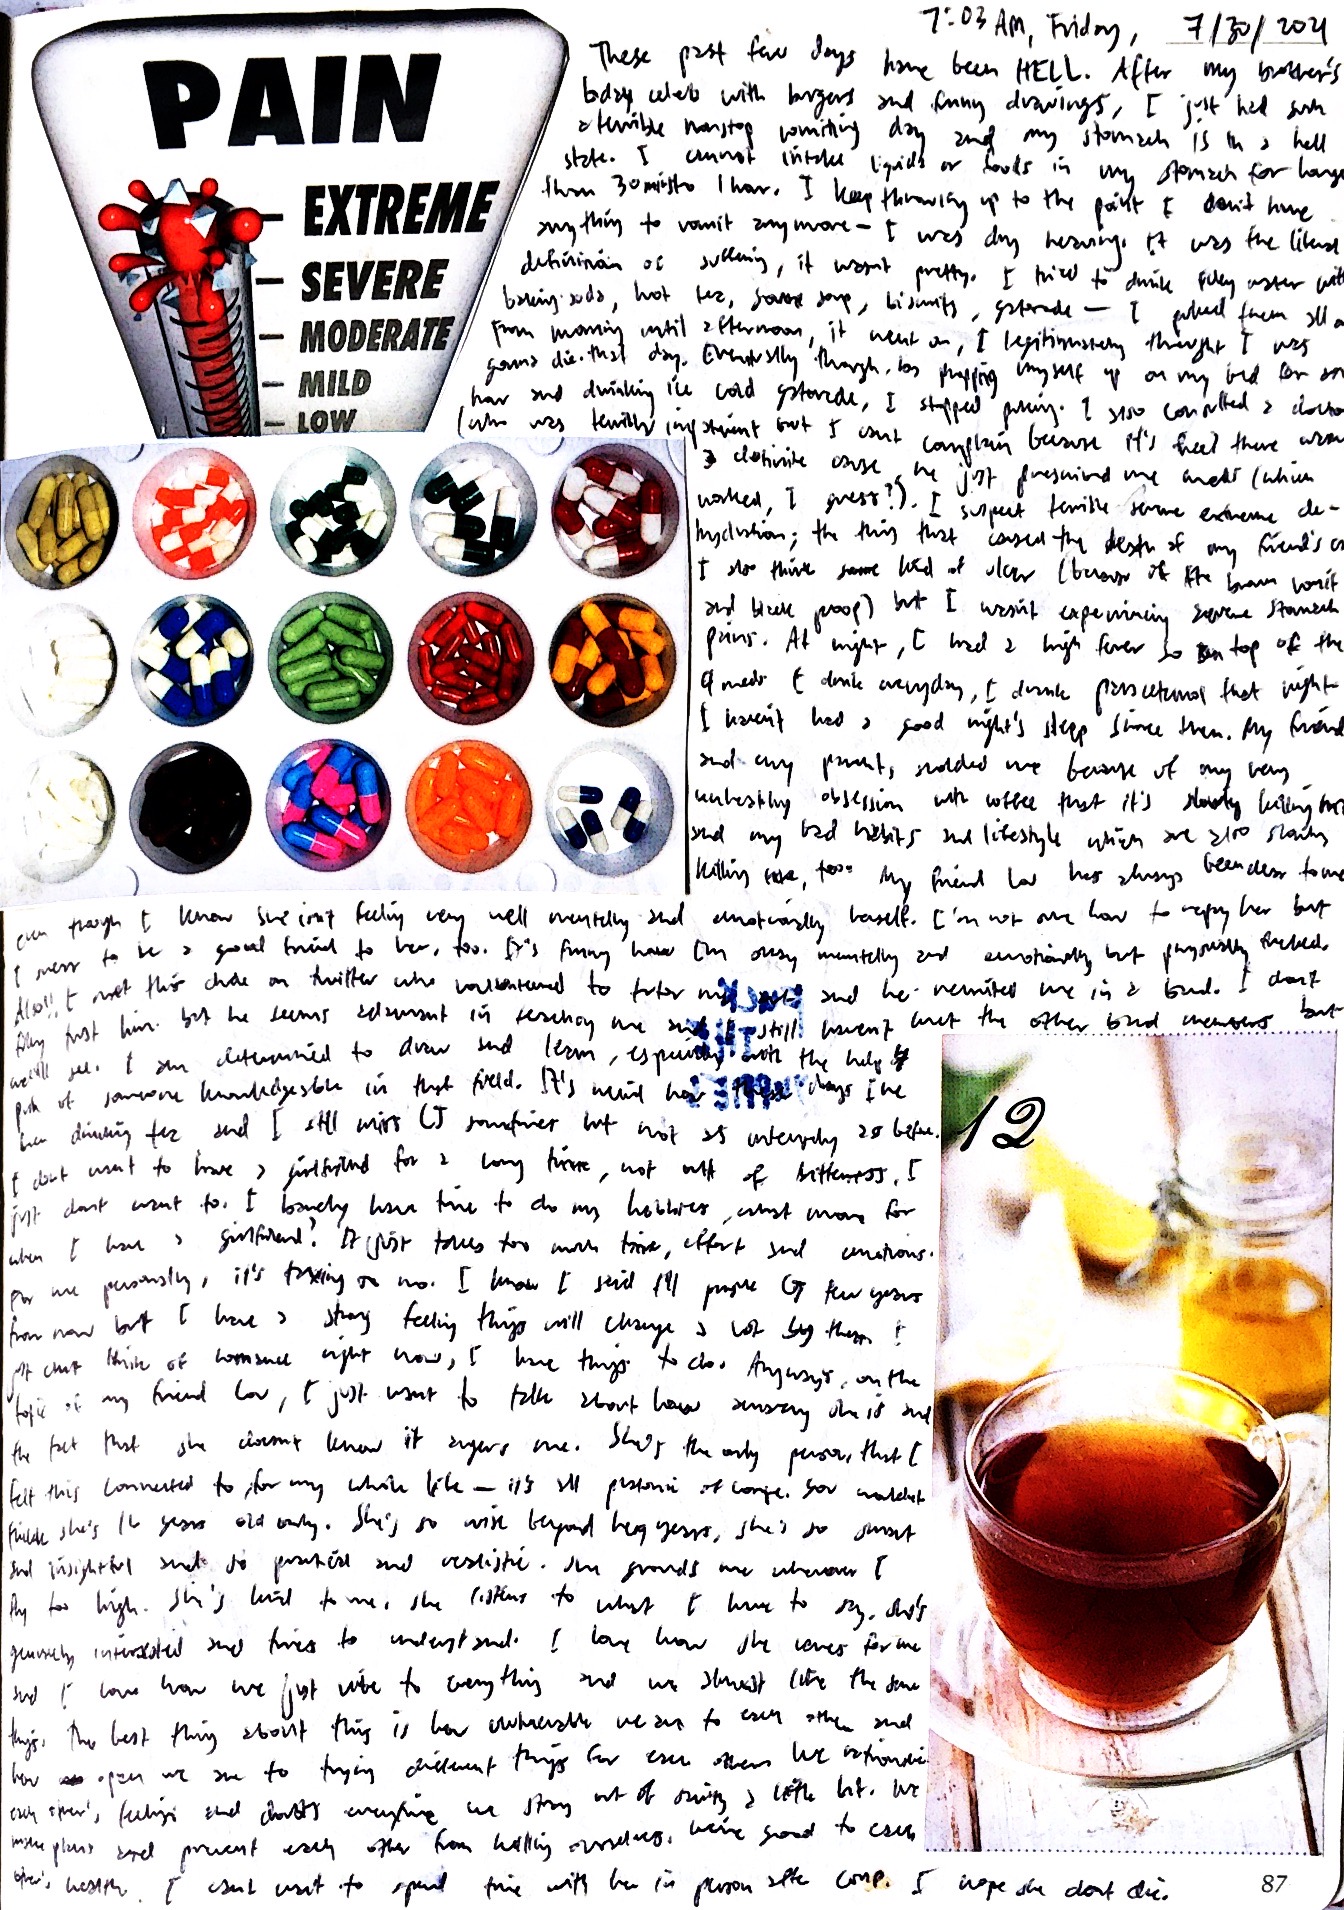 7:03 AM, Friday, 7/30/2021
PAIN
EXTREME
SEVERE
MODERATE
MILD
LOW
These past few days have been HELL. After my brother's
bday celeb with burgers and funny drawings, I just had such
a terrible nonstop vomiting day and my stomach is in a hell
state. I cannot intake liquids or foods in my stomach for longer
than 30 mins to 1 hour. I keep throwing up to the point I don't have
anything to vomit anymore — I was dry heaving. It was the literal
definition of suffering, it wasn't pretty. I tried to drink water with
baking soda, hot tea, soup, biscuits, gatorade — I puked them all
From morning until afternoon, it went on, I legitimately thought I was
gonna die that day. Eventually though, by propping myself up on my bed for an
hour and drinking ice cold gatorade, I stopped puking. I also consulted a doctor
(who was terribly impatient but I can't complain because it's free) there was
a definite cause, he just prescribed me meds (which
worked, I guess?). I suspect terrible severe extreme de-
hydration; the thing that caused the death of my friend's
I also think some kind of ulcer (because of the brown vomit
and black poop) but I wasn't experiencing severe stomach
pains. At night, I had a high fever so on top of the
4 meds I drink everyday, I drank paracetamol that night
I haven't had a good night's sleep since then. My friend
and my parents scolded me because of my very
unhealthy obsession with coffee that it's slowly killing me
and my bad habits and lifestyle which are also slowly
killing me, too. My friend Lov has always been dear to me
even though I know she isn't feeling very well mentally and emotionally herself. I'm not sure how to repay her but
I swear to be a good friend to her, too. It's funny how I'm okay mentally and emotionally but physically fucked.
Also!! I met this dude on twitter who volunteered to tutor me and he recruited me in a band. I don't
fully trust him but he seems adamant in teaching me and I still haven't met the other band members but
we'll see. I am determined to draw and learn, especially with the help
of someone knowledgeable in that field. It's weird how these days I've
been drinking tea and I still miss CJ sometimes but not as intensely as before.
I don't want to have a girlfriend for a long time, not out of bitterness, I
just don't want to. I barely have time to do my hobbies, what more for
when I have a girlfriend? It just takes too much time, effort and emotions.
For me personally, it's taxing on me. I know I said I'll pursue CJ few years
from now but I have a strong feeling things will change a lot by then. I
just can't think of romance right now, I have things to do. Anyways, on the
topic of my friend Lov, I just want to talk about how amazing she is and
the fact that she doesn't know it angers me. She's the only person that I
felt this connected to, for my whole life — it's all platonic of course. You wouldn't
think she's 16 years old only. She's so wise beyond her years, she's so smart
and insightful and so practical and realistic. She grounds me whenever I
fly too high. She's kind to me, she listens to what I have to say, she's
genuinely interested and tries to understand. I love how she cares for me
and I love how we just vibe to everything and we almost like the same
things. The best thing about this is how vulnerable we are to each other and
how open we are to trying different things for each other. We rationalize
each other's feelings and doubts everytime we stray out of sanity a little bit. We
make plans and prevent each other from killing ourselves. We're good to each
other's health. I can't wait to spend time with her in person after I hope she dont die.
12
87